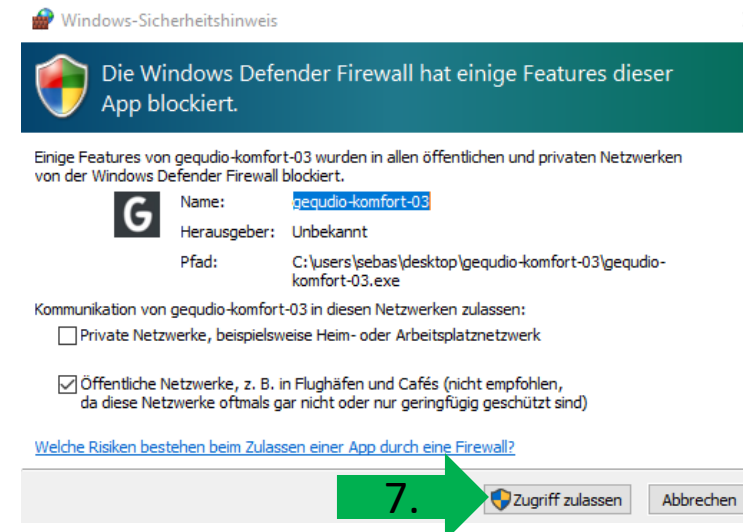 Windows-Sicherheitshinweis
Die Windows Defender Firewall hat einige Features dieser
App blockiert.
Einige Features von gequdio-komfort-03 wurden in allen öffentlichen und privaten Netzwerken
von der Windows Defender Firewall blockiert.
G
Name: gequdio-komfort-03
Herausgeber: Unbekannt
Pfad: C:\users\sebas\desktop\gequdio-komfort-03\gequdio-
komfort-03.exe
Kommunikation von gequdio-komfort-03 in diesen Netzwerken zulassen:
Private Netzwerke, beispielsweise Heim- oder Arbeitsplatznetzwerk
Öffentliche Netzwerke, z. B. in Flughäfen und Cafés (nicht empfohlen,
da diese Netzwerke oftmals gar nicht oder nur geringfügig geschützt sind)
Welche Risiken bestehen beim Zulassen einer App durch eine Firewall?
7. Zugriff zulassen Abbrechen